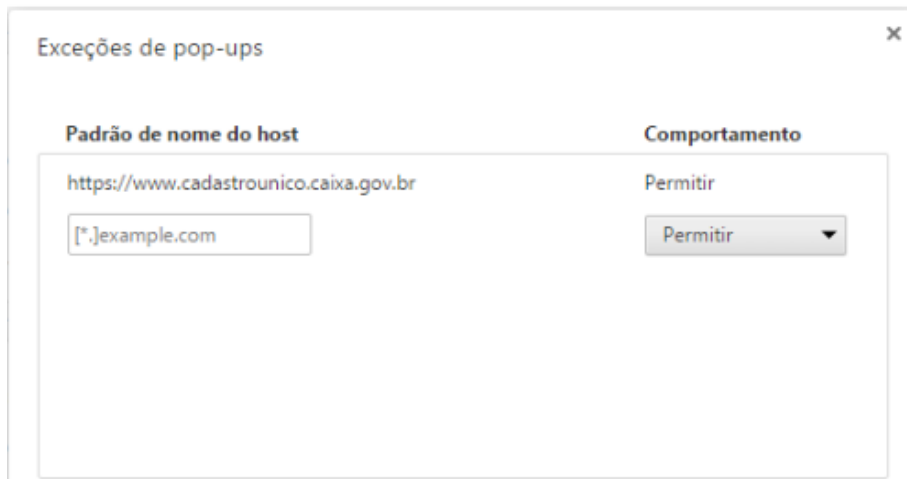 Exceções de pop-ups
×
Padrão de nome do host Comportamento
https://www.cadastrounico.caixa.gov.br Permitir
[*.]example.com Permitir